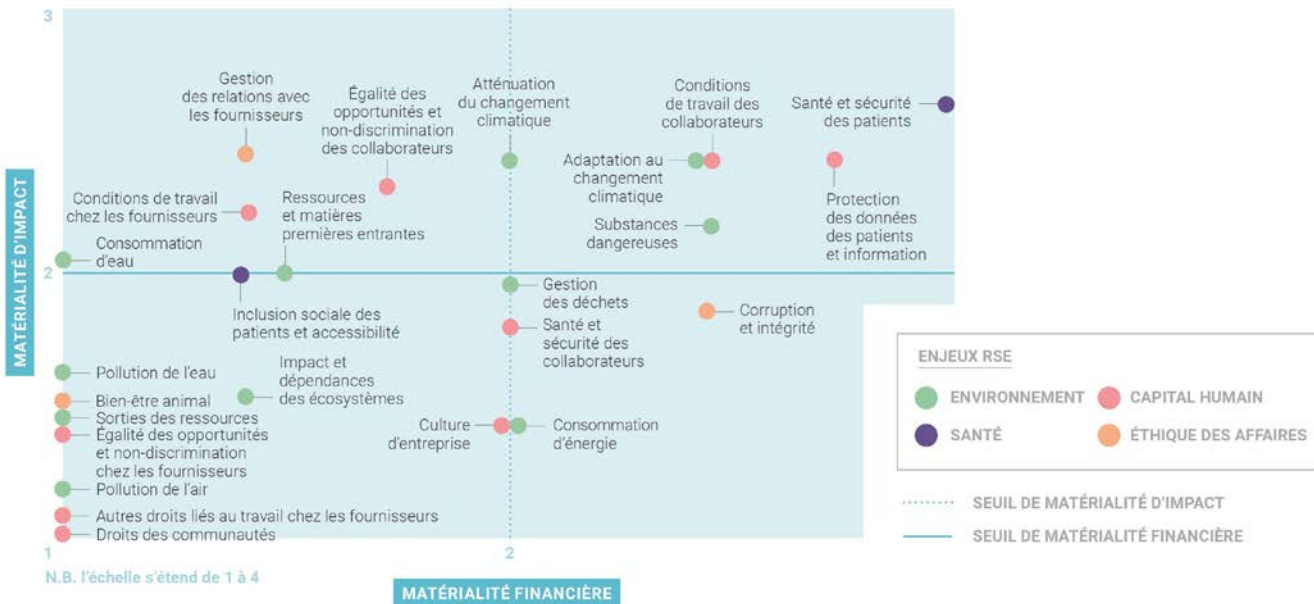 3
Gestion
des relations avec
les fournisseurs
Égalité des
opportunités et
non-discrimination
des collaborateurs
Atténuation
du changement
climatique
Conditions
de travail des
collaborateurs
Santé et sécurité
des patients
Adaptation au
changement
climatique
Conditions de travail
chez les fournisseurs
Ressources
et matières
premières entrantes
Substances
dangereuses
Protection
des données
des patients
et information
Consommation
d'eau
MATÉRIALITÉ D'IMPACT
2
Inclusion sociale des
patients et accessibilité
Gestion
des déchets
Corruption
et intégrité
Santé et
sécurité des
collaborateurs
Impact et
dépendances
des écosystèmes
Pollution de l'eau
Bien-être animal
Sorties des ressources
Égalité des opportunités
et non-discrimination
chez les fournisseurs
Culture
d'entreprise
Consommation
d'énergie
Pollution de l'air
Autres droits liés au travail chez les fournisseurs
Droits des communautés
1
2
N.B. l'échelle s'étend de 1 à 4
MATÉRIALITÉ FINANCIÈRE
ENJEUX RSE
ENVIRONNEMENT
CAPITAL HUMAIN
SANTÉ
ÉTHIQUE DES AFFAIRES
SEUIL DE MATÉRIALITÉ D'IMPACT
SEUIL DE MATÉRIALITÉ FINANCIÈRE